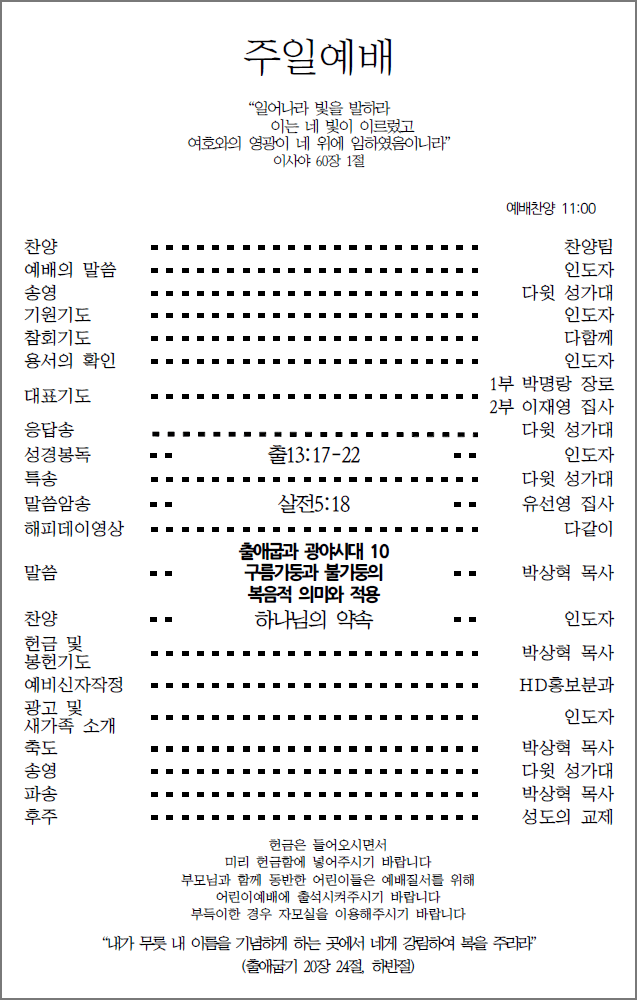 주일예배
“일어나라 빛을 발하라
이는 네 빛이 이르렀고
여호와의 영광이 네 위에 임하였음이니라”
이사야 60장 1절
예배찬양 11:00
찬양 찬양팀
예배의 말씀 인도자
송영 다윗 성가대
기원기도 인도자
참회기도 다함께
용서의 확인 인도자
대표기도 1부 박명랑 장로
2부 이재영 집사
응답송 다윗 성가대
성경봉독 출13:17-22 인도자
특송 다윗 성가대
말씀암송 살전5:18 유선영 집사
해피데이영상 다같이
출애굽과 광야시대 10
말씀 구름기둥과 불기둥의 박상혁 목사
복음적 의미와 적용
찬양 하나님의 약속 인도자
헌금 및
봉헌기도 박상혁 목사
예비신자작정 HD홍보분과
광고 및
새가족 소개 인도자
축도 박상혁 목사
송영 다윗 성가대
파송 박상혁 목사
후주 성도의 교제
헌금은 들어오시면서
미리 헌금함에 넣어주시기 바랍니다
부모님과 함께 동반한 어린이들은 예배질서를 위해
어린이예배에 출석시켜주시기 바랍니다
부득이한 경우 자모실을 이용해주시기 바랍니다
“내가 무릇 내 이름을 기념하게 하는 곳에서 네게 강림하여 복을 주리라”
(출애굽기 20장 24절, 하반절)